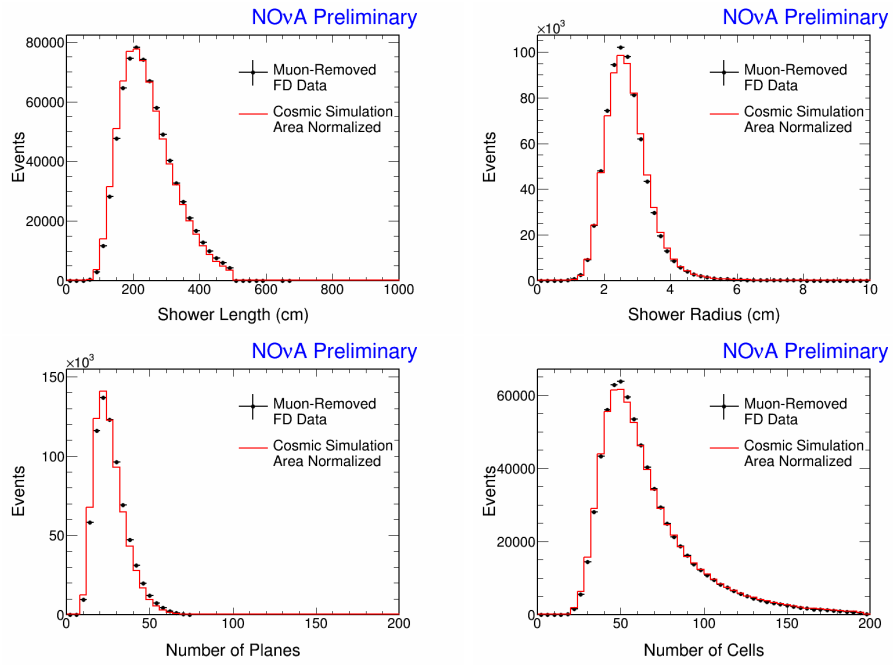 NOνA Preliminary
80000
60000
40000
20000
0
Events
Muon-Removed
FD Data
Cosmic Simulation
Area Normalized
0 200 400 600 800 1000
Shower Length (cm)
NOνA Preliminary
×10³
100
80
60
40
20
0
Events
Muon-Removed
FD Data
Cosmic Simulation
Area Normalized
0 2 4 6 8 10
Shower Radius (cm)
NOνA Preliminary
×10³
150
100
50
0
Events
Muon-Removed
FD Data
Cosmic Simulation
Area Normalized
0 50 100 150 200
Number of Planes
NOνA Preliminary
60000
40000
20000
0
Events
Muon-Removed
FD Data
Cosmic Simulation
Area Normalized
0 50 100 150 200
Number of Cells